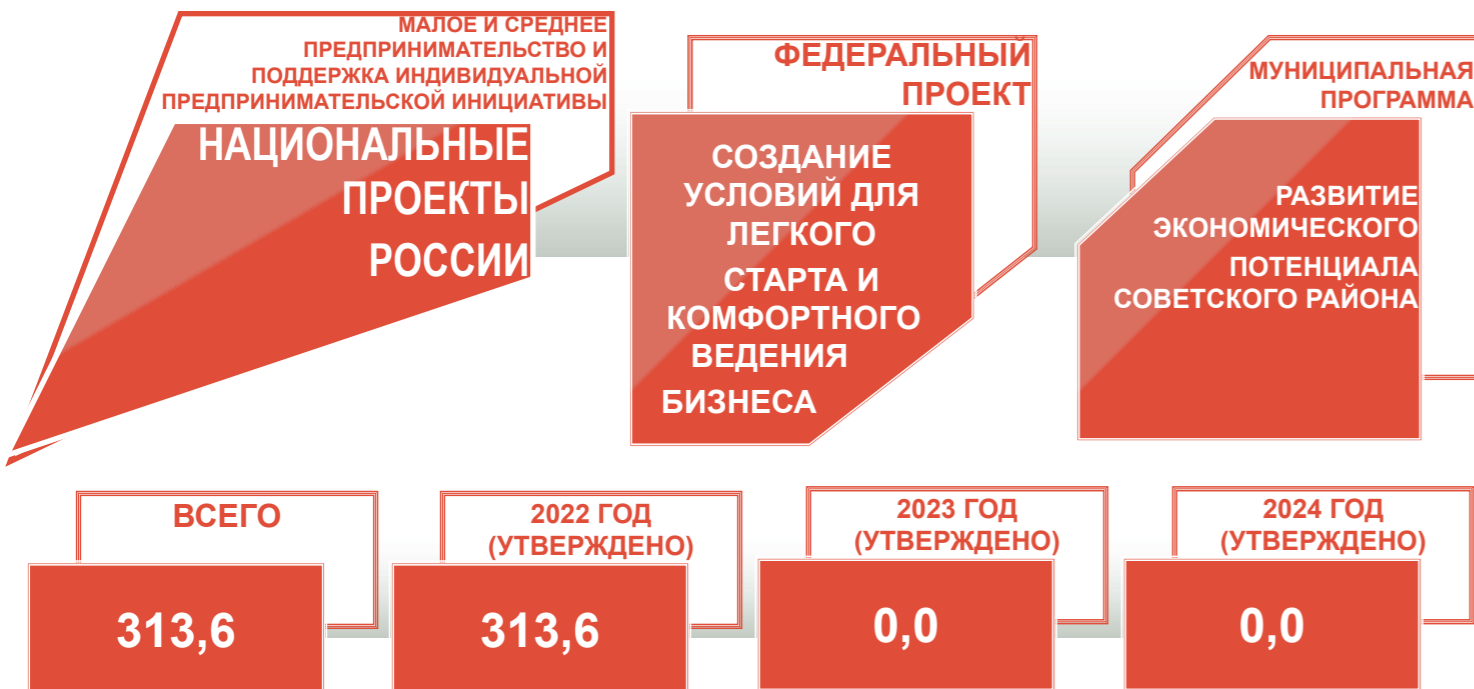 МАЛОЕ И СРЕДНЕЕ
ПРЕДПРИНИМАТЕЛЬСТВО И
ПОДДЕРЖКА ИНДИВИДУАЛЬНОЙ
ПРЕДПРИНИМАТЕЛЬСКОЙ ИНИЦИАТИВЫ
НАЦИОНАЛЬНЫЕ
ПРОЕКТЫ
РОССИИ
ФЕДЕРАЛЬНЫЙ
ПРОЕКТ
СОЗДАНИЕ
УСЛОВИЙ ДЛЯ
ЛЕГКОГО
СТАРТА И
КОМФОРТНОГО
ВЕДЕНИЯ
БИЗНЕСА
МУНИЦИПАЛЬНАЯ
ПРОГРАММА
РАЗВИТИЕ
ЭКОНОМИЧЕСКОГО
ПОТЕНЦИАЛА
СОВЕТСКОГО РАЙОНА
ВСЕГО
313,6
2022 ГОД
(УТВЕРЖДЕНО)
313,6
2023 ГОД
(УТВЕРЖДЕНО)
0,0
2024 ГОД
(УТВЕРЖДЕНО)
0,0